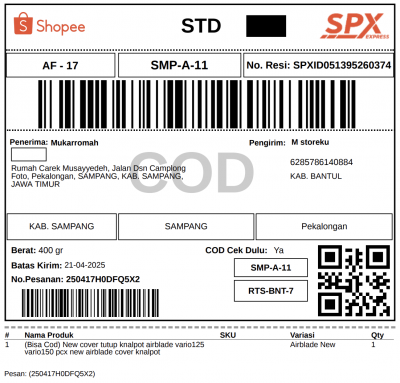 Shopee
STD
SPX
EXPRESS
AF - 17
SMP-A-11
No. Resi: SPXID051395260374
Penerima: Mukarromah
Pengirim: M storeku
Rumah Carek Musayyedeh, Jalan Dsn Camplong
Foto, Pekalongan, SAMPANG, KAB. SAMPANG,
JAWA TIMUR
6285786140884
KAB. BANTUL
COD
KAB. SAMPANG
SAMPANG
Pekalongan
Berat: 400 gr
COD Cek Dulu: Ya
Batas Kirim: 21-04-2025
SMP-A-11
No.Pesanan: 250417H0DFQ5X2
RTS-BNT-7
# Nama Produk SKU Variasi Qty
1 (Bisa Cod) New cover tutup knalpot airblade vario125 Airblade New 1
vario150 pcx new airblade cover knalpot
Pesan: (250417H0DFQ5X2)